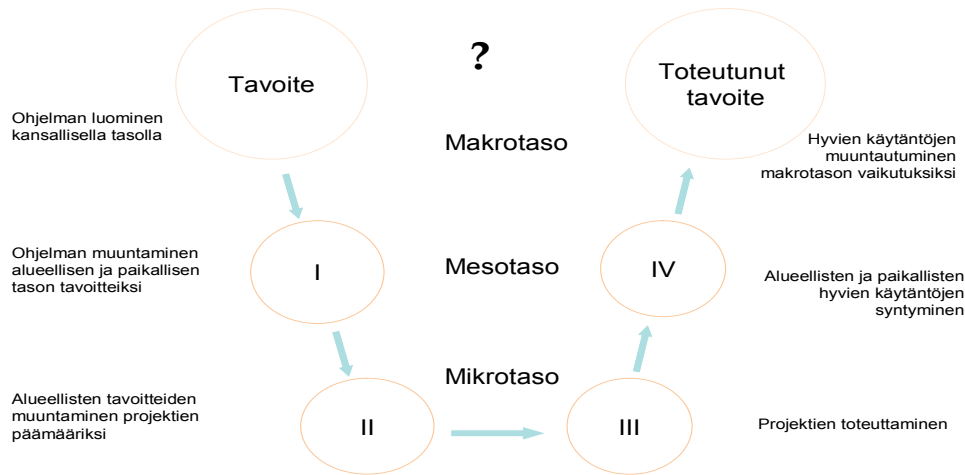 ?
Tavoite
Toteutunut
tavoite
Ohjelman luominen
kansallisella tasolla
Makrotaso
Hyvien käytäntöjen
muuntautuminen
makrotason vaikutuksiksi
Ohjelman muuntaminen
alueellisen ja paikallisen
tason tavoitteiksi
I
Mesotaso
IV
Alueellisten ja paikallisten
hyvien käytäntöjen
syntyminen
Mikrotaso
Alueellisten tavoitteiden
muuntaminen projektien
päämääriksi
II
III
Projektien toteuttaminen